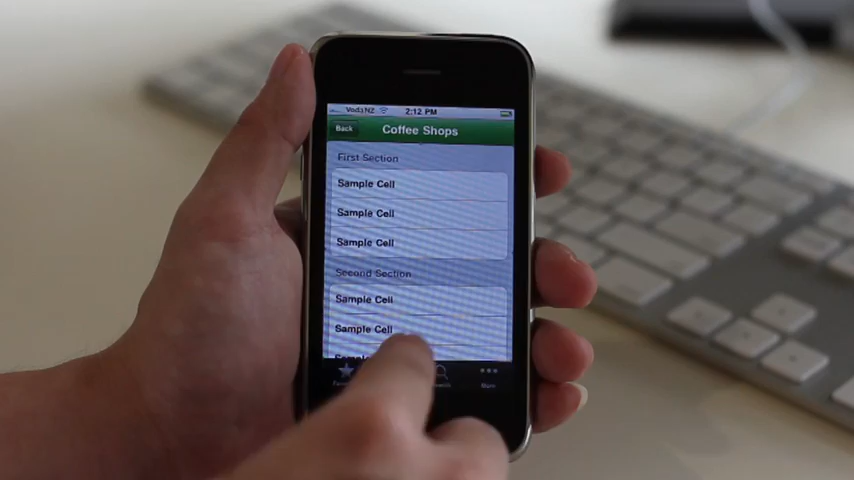 Voda NZ 2:12 PM
Back Coffee Shops
First Section
Sample Cell
Sample Cell
Sample Cell
Second Section
Sample Cell
Sample Cell
More